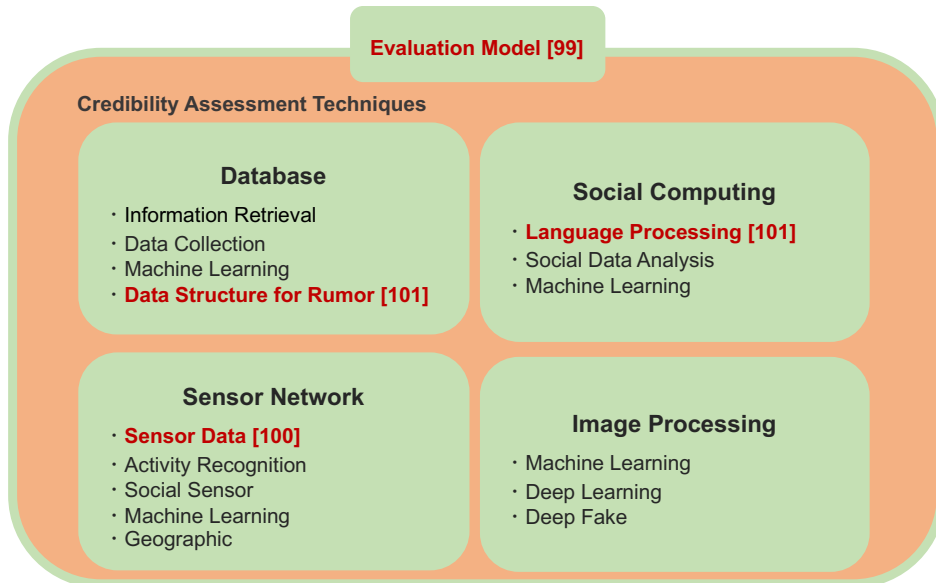 Evaluation Model [99]
Credibility Assessment Techniques
Database
・Information Retrieval
・Data Collection
・Machine Learning
・Data Structure for Rumor [101]
Social Computing
・Language Processing [101]
・Social Data Analysis
・Machine Learning
Sensor Network
・Sensor Data [100]
・Activity Recognition
・Social Sensor
・Machine Learning
・Geographic
Image Processing
・Machine Learning
・Deep Learning
・Deep Fake